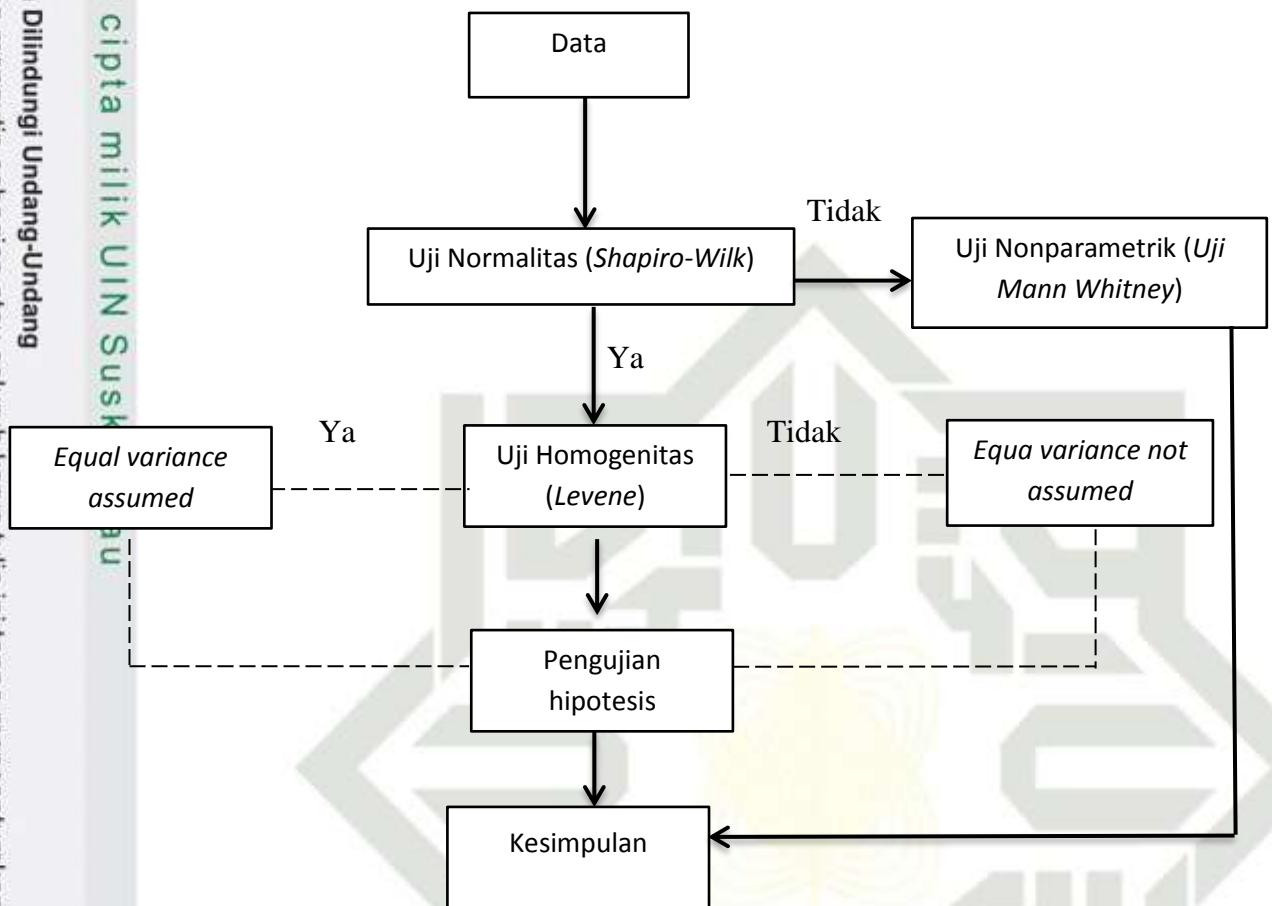 Dilindungi Undang-Undang
cipta milik UIN Susk
au
Data
Tidak
Uji Normalitas (Shapiro-Wilk)
Uji Nonparametrik (Uji
Mann Whitney)
Ya
Ya
Tidak
Equal variance
assumed
Uji Homogenitas
(Levene)
Equa variance not
assumed
Pengujian
hipotesis
Kesimpulan